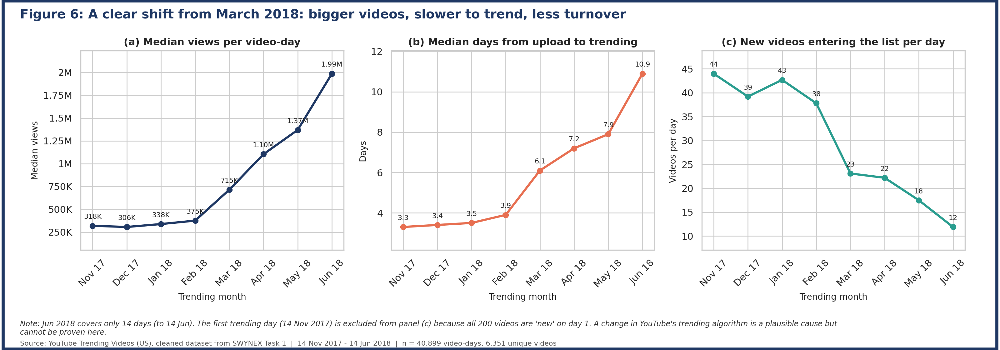 Figure 6: A clear shift from March 2018: bigger videos, slower to trend, less turnover
(a) Median views per video-day
Median views
2M
1.75M
1.5M
1.25M
1M
750K
500K
250K
318K
306K
338K
375K
715K
1.10M
1.37M
1.99M
Nov 17
Dec 17
Jan 18
Feb 18
Mar 18
Apr 18
May 18
Jun 18
Trending month
(b) Median days from upload to trending
Days
12
10
8
6
4
3.3
3.4
3.5
3.9
6.1
7.2
7.9
10.9
Nov 17
Dec 17
Jan 18
Feb 18
Mar 18
Apr 18
May 18
Jun 18
Trending month
(c) New videos entering the list per day
Videos per day
45
40
35
30
25
20
15
10
44
39
43
38
23
22
18
12
Nov 17
Dec 17
Jan 18
Feb 18
Mar 18
Apr 18
May 18
Jun 18
Trending month
Note: Jun 2018 covers only 14 days (to 14 Jun). The first trending day (14 Nov 2017) is excluded from panel (c) because all 200 videos are 'new' on day 1. A change in YouTube's trending algorithm is a plausible cause but
cannot be proven here.
Source: YouTube Trending Videos (US), cleaned dataset from SWYNEX Task 1 | 14 Nov 2017 - 14 Jun 2018 | n = 40,899 video-days, 6,351 unique videos